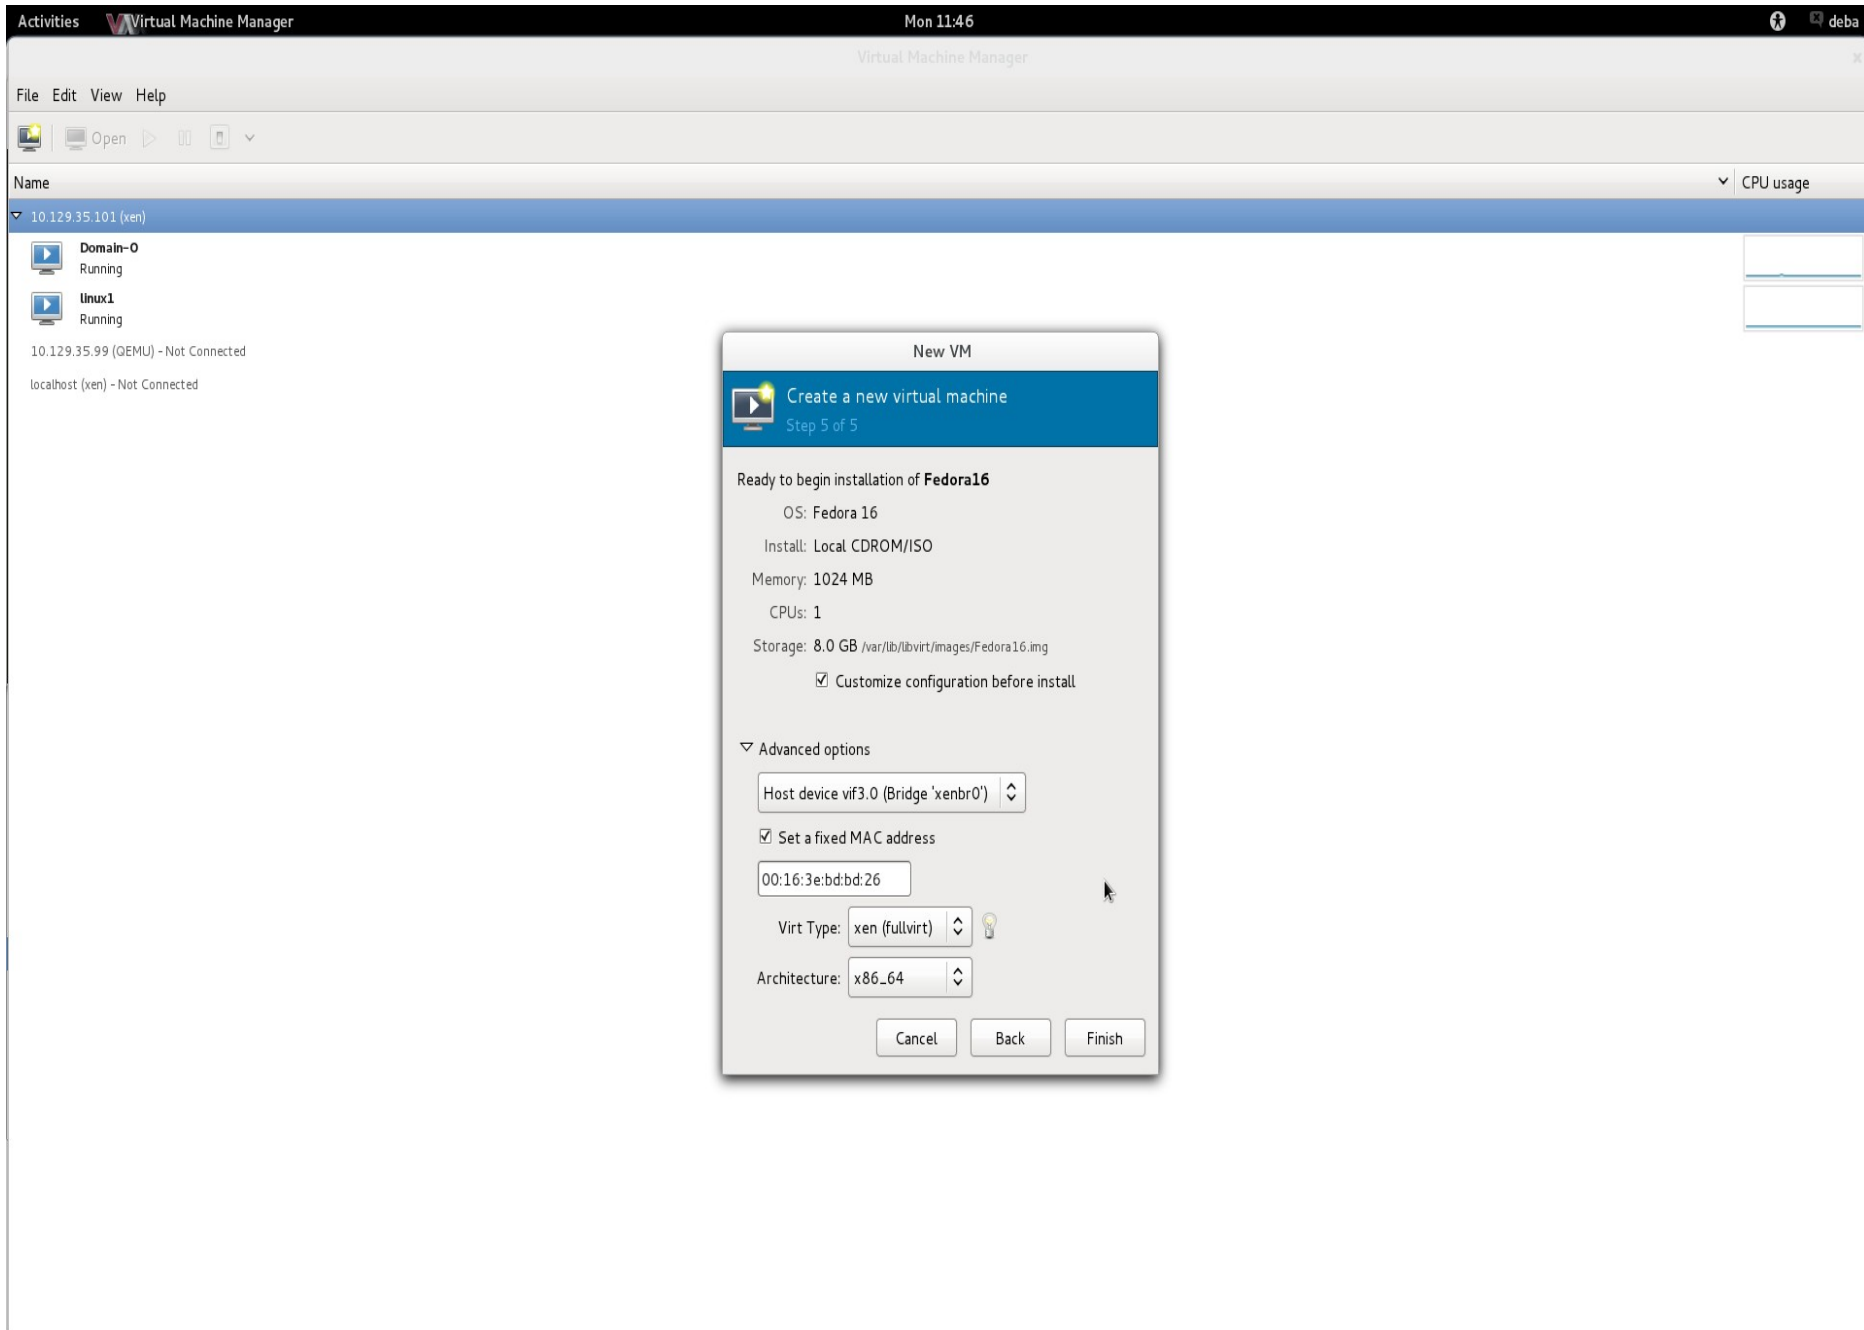 Activities Virtual Machine Manager Mon 11:46 deba
Virtual Machine Manager
File Edit View Help
Open
Name CPU usage
10.129.35.101 (xen)
Domain-0
Running
linux1
Running
10.129.35.99 (QEMU) - Not Connected
localhost (xen) - Not Connected
New VM
Create a new virtual machine
Step 5 of 5
Ready to begin installation of Fedora16
OS: Fedora 16
Install: Local CDROM/ISO
Memory: 1024 MB
CPUs: 1
Storage: 8.0 GB /var/lib/libvirt/images/Fedora16.img
Customize configuration before install
Advanced options
Host device vif3.0 (Bridge 'xenbr0')
Set a fixed MAC address
00:16:3e:bd:bd:26
Virt Type: xen (fullvirt)
Architecture: x86_64
Cancel Back Finish